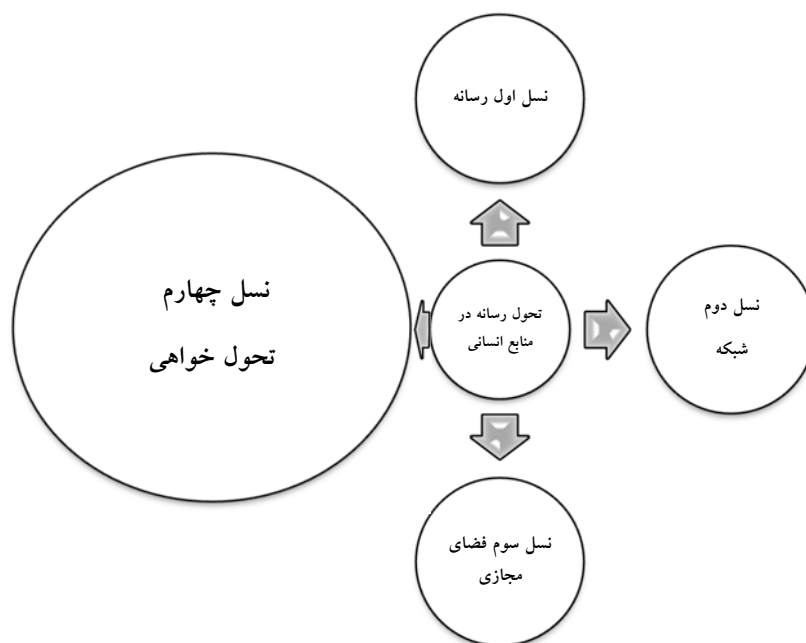 نسل اول رسانه
نسل دوم
شبکه
تحول رسانه در
منابع انسانی
نسل چهارم
تحول خواهی
نسل سوم فضای
مجازی